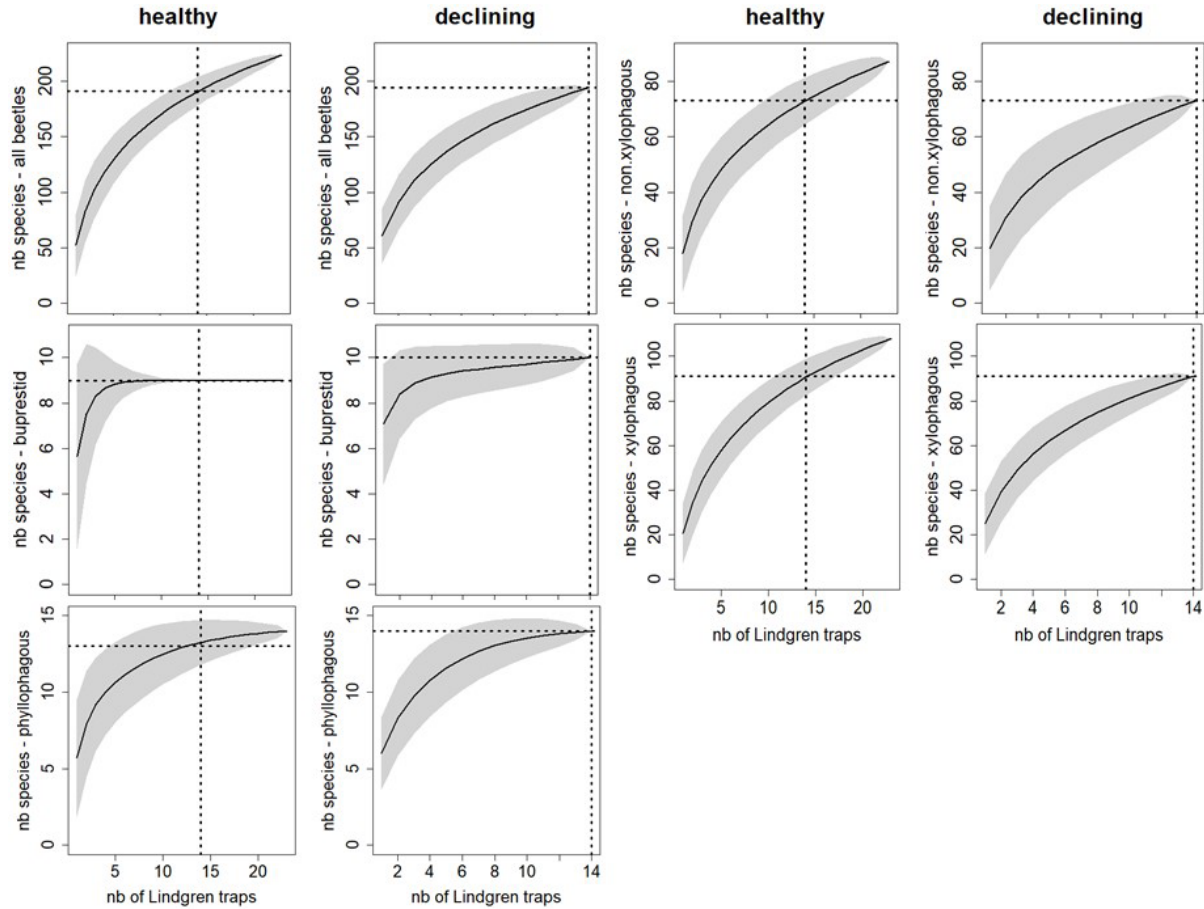 healthy
declining
healthy
declining
nb species - all beetles
0 50 100 150 200
nb species - all beetles
0 50 100 150 200
nb species - non.xylophagous
0 20 40 60 80
nb species - non.xylophagous
0 20 40 60 80
nb species - buprestid
0 2 4 6 8 10
nb species - buprestid
0 2 4 6 8 10
nb species - xylophagous
0 20 40 60 80 100
5 10 15 20
nb of Lindgren traps
nb species - xylophagous
0 20 40 60 80 100
2 4 6 10 14
nb of Lindgren traps
nb species - phyllophagous
0 5 10 15
5 10 15 20
nb of Lindgren traps
nb species - phyllophagous
0 5 10 15
2 4 6 8 10 14
nb of Lindgren traps